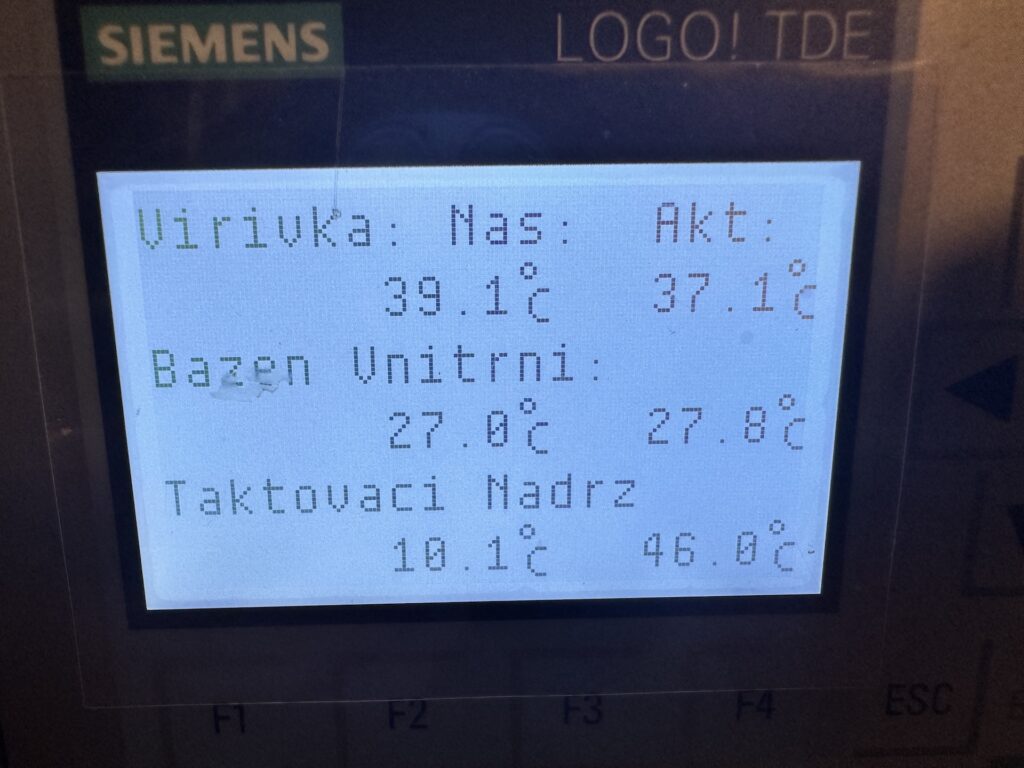 SIEMENS LOGO! TDE
Virivka: Nas: Akt:
39.1°C 37.1°C
Bazen Vnitrni:
27.0°C 27.8°C
Taktovaci Nadrz
10.1°C 46.0°C
F1 F2 F3 F4 ESC